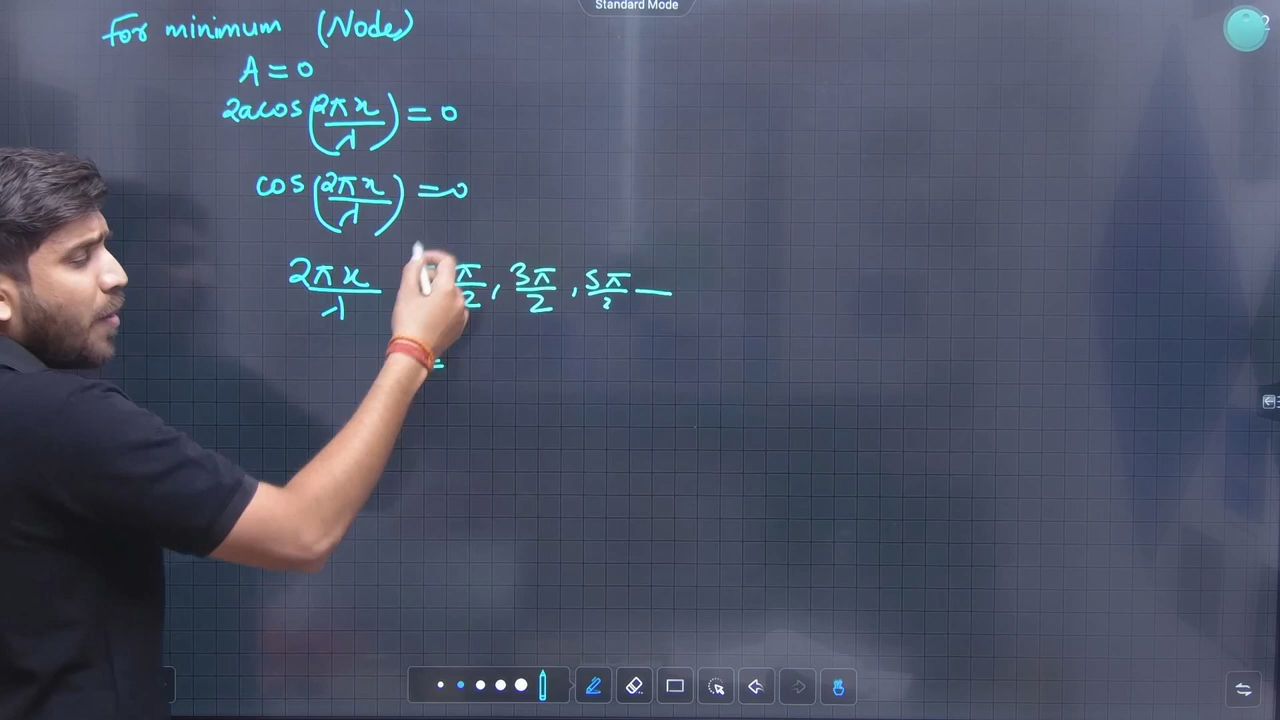 Standard Mode
2
For minimum (Node)
A = 0
2a cos(2πx/λ) = 0
cos(2πx/λ) = 0
2πx/λ = π/2, 3π/2, 5π/2 —
=